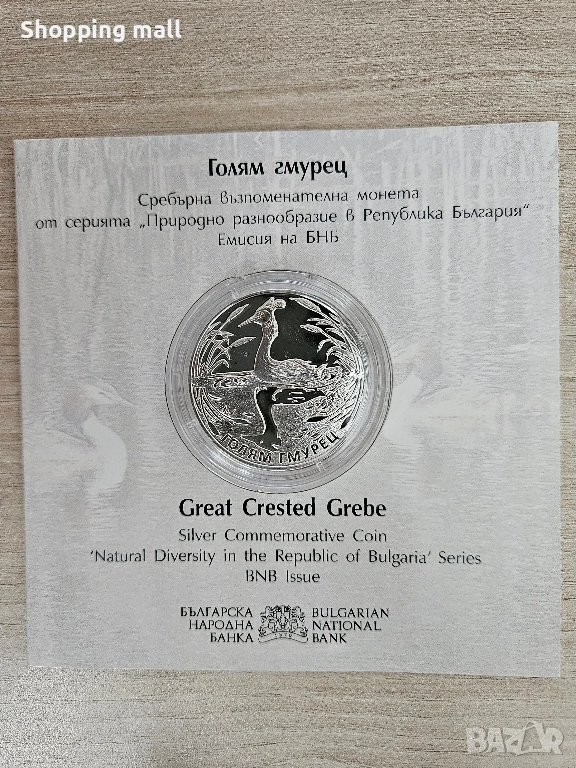 Shopping mall
Голям гмурец
Сребърна възпоменателна монета
от серията „Природно разнообразие в Република България“
Емисия на БНБ
ГОЛЯМ ГМУРЕЦ
Great Crested Grebe
Silver Commemorative Coin
'Natural Diversity in the Republic of Bulgaria' Series
BNB Issue
БЪЛГАРСКА
НАРОДНА
БАНКА
1879
BULGARIAN
NATIONAL
BANK
BAZAR